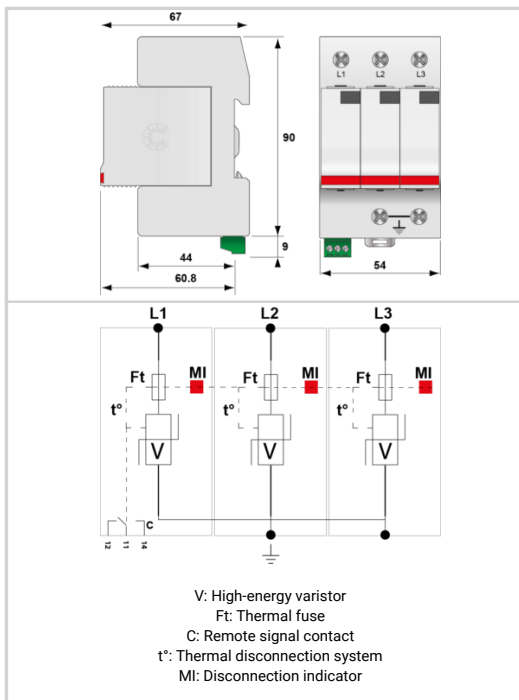 67
L1 L2 L3
90
9
44
60.8
54
L1 L2 L3
Ft MI Ft MI Ft MI
t° t° t°
V V V
C
12 11 14
V: High-energy varistor
Ft: Thermal fuse
C: Remote signal contact
t°: Thermal disconnection system
MI: Disconnection indicator